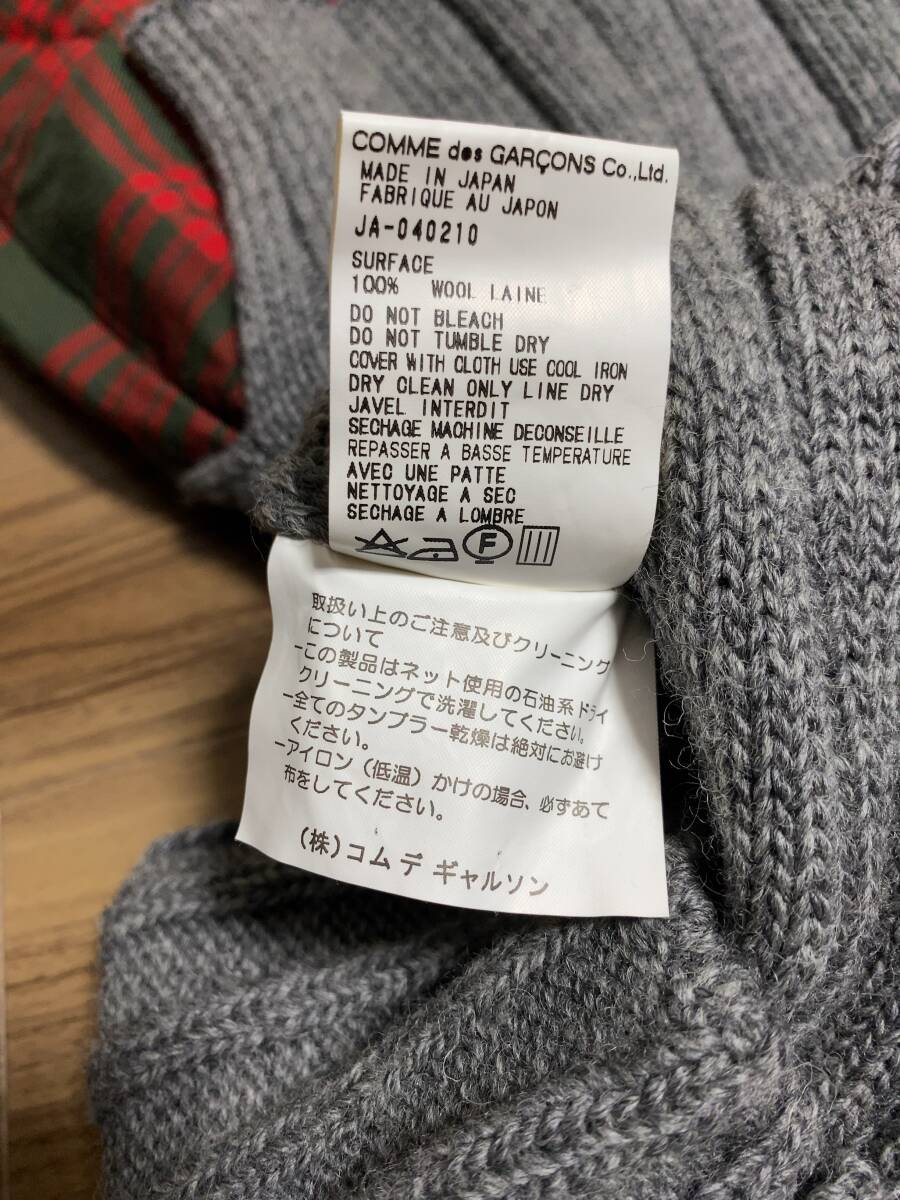 COMME des GARÇONS Co.,Ltd.
MADE IN JAPAN
FABRIQUE AU JAPON
JA-040210
SURFACE
100% WOOL LAINE
DO NOT BLEACH
DO NOT TUMBLE DRY
COVER WITH CLOTH USE COOL IRON
DRY CLEAN ONLY LINE DRY
JAVEL INTERDIT
SECHAGE MACHINE DECONSEILLE
REPASSER A BASSE TEMPERATURE
AVEC UNE PATTE
NETTOYAGE A SEC
SECHAGE A LOMBRE
F
取扱い上のご注意及びクリーニング
について
-この製品はネット使用の石油系ドライ
クリーニングで洗濯してください。
-全てのタンブラー乾燥は絶対にお避け
ください。
-アイロン(低温)かけの場合、必ずあて
布をしてください。
(株)コム デ ギャルソン